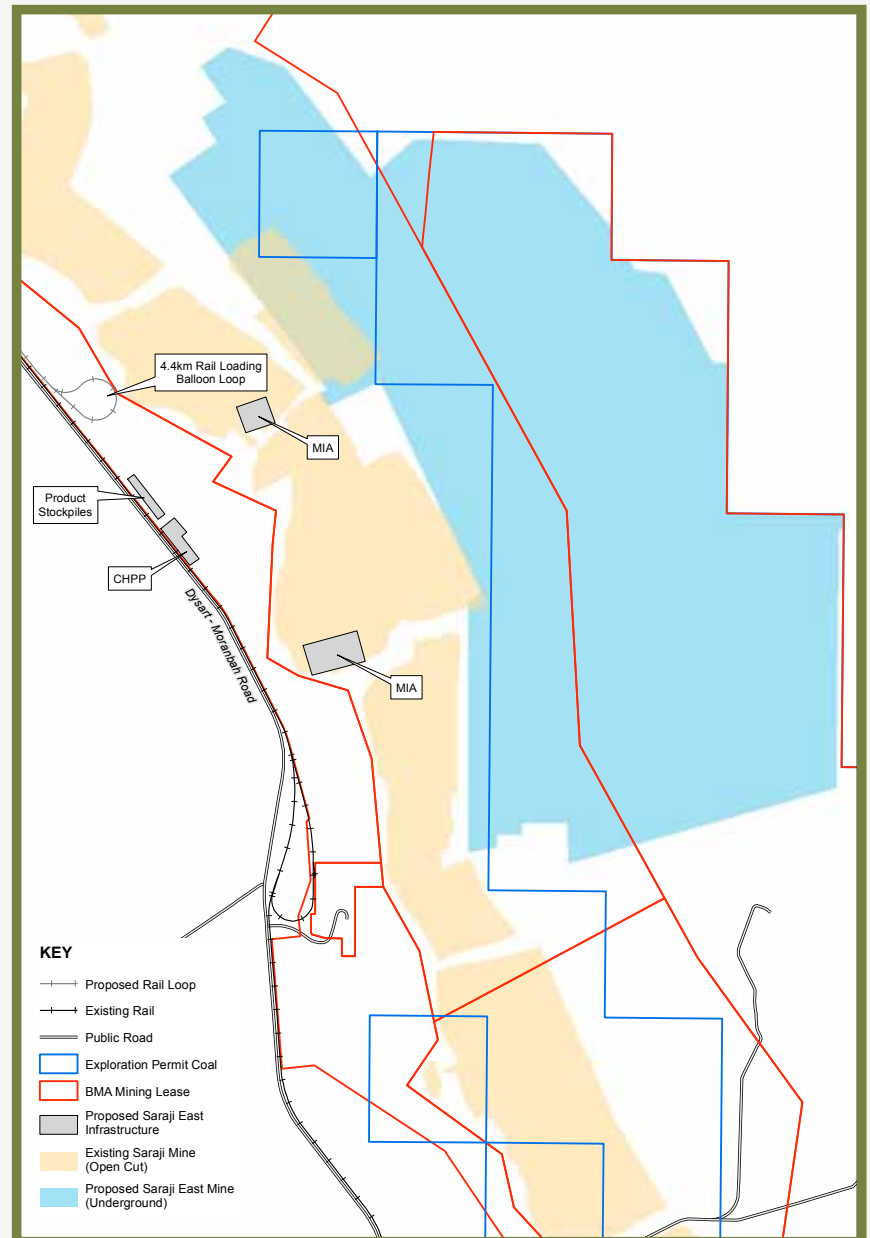 4.4km Rail Loading
Balloon Loop
MIA
Product
Stockpiles
CHPP
Dysart - Moranbah Road
MIA
KEY
Proposed Rail Loop
Existing Rail
Public Road
Exploration Permit Coal
BMA Mining Lease
Proposed Saraji East
Infrastructure
Existing Saraji Mine
(Open Cut)
Proposed Saraji East Mine
(Underground)